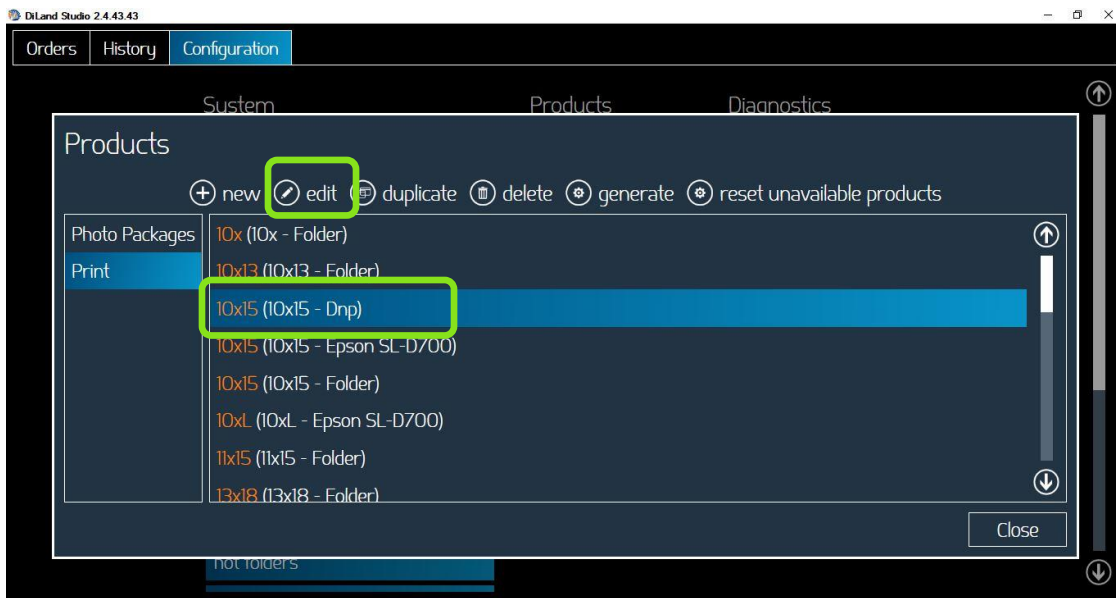 DiLand Studio 2.4.43.43
Orders History Configuration
System Products Diagnostics
Products
new edit duplicate delete generate reset unavailable products
Photo Packages
Print
10x (10x - Folder)
10x13 (10x13 - Folder)
10x15 (10x15 - Dnp)
10x15 (10x15 - Epson SL-D700)
10x15 (10x15 - Folder)
10xL (10xL - Epson SL-D700)
11x15 (11x15 - Folder)
13x18 (13x18 - Folder)
Close
hot folders